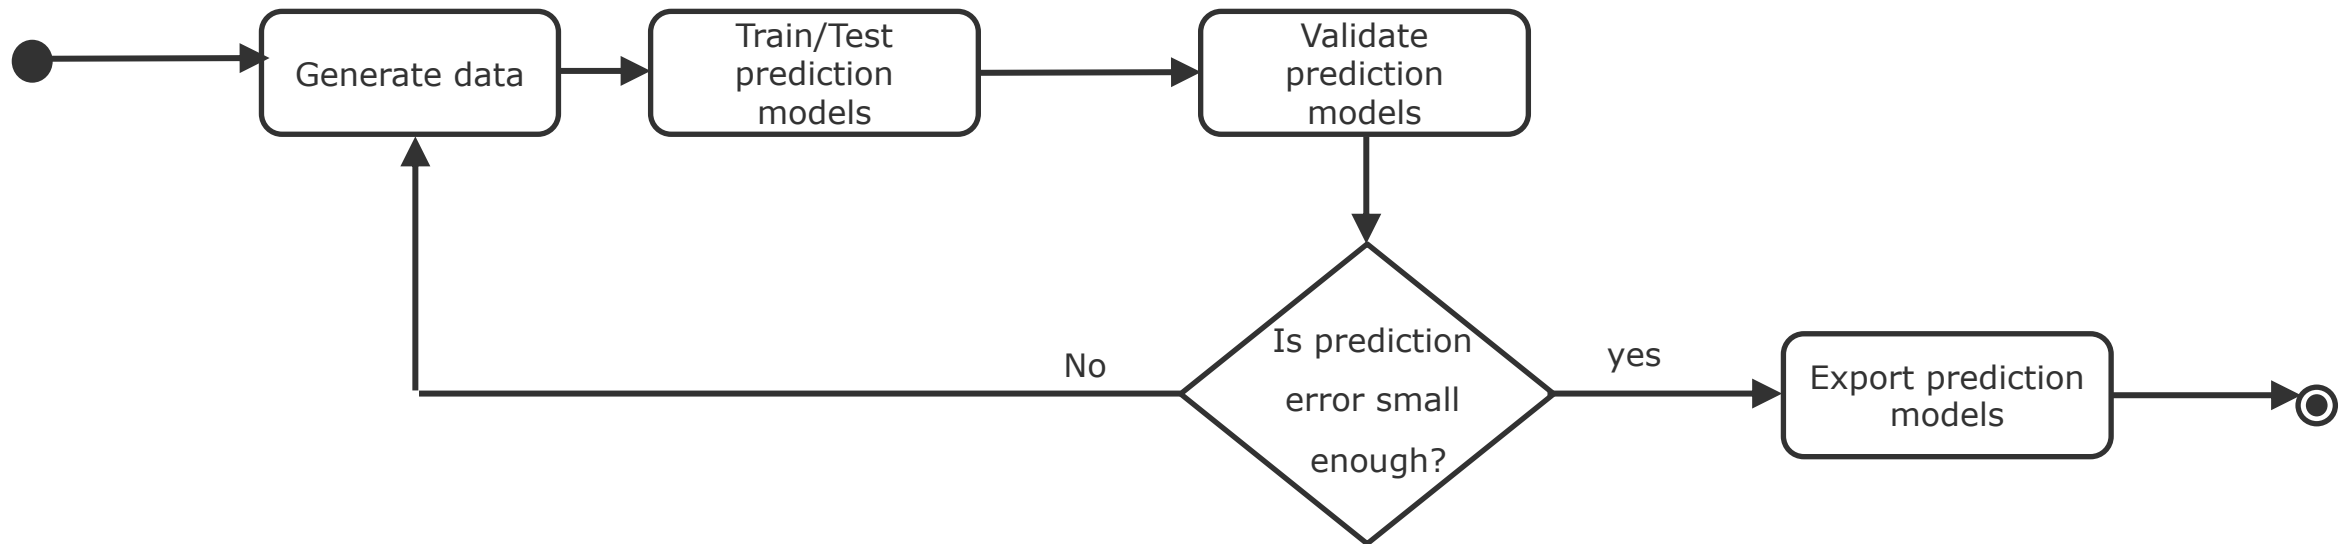 Generate data
Train/Test
prediction
models
Validate
prediction
models
Is prediction
error small
enough?
No
yes
Export prediction
models